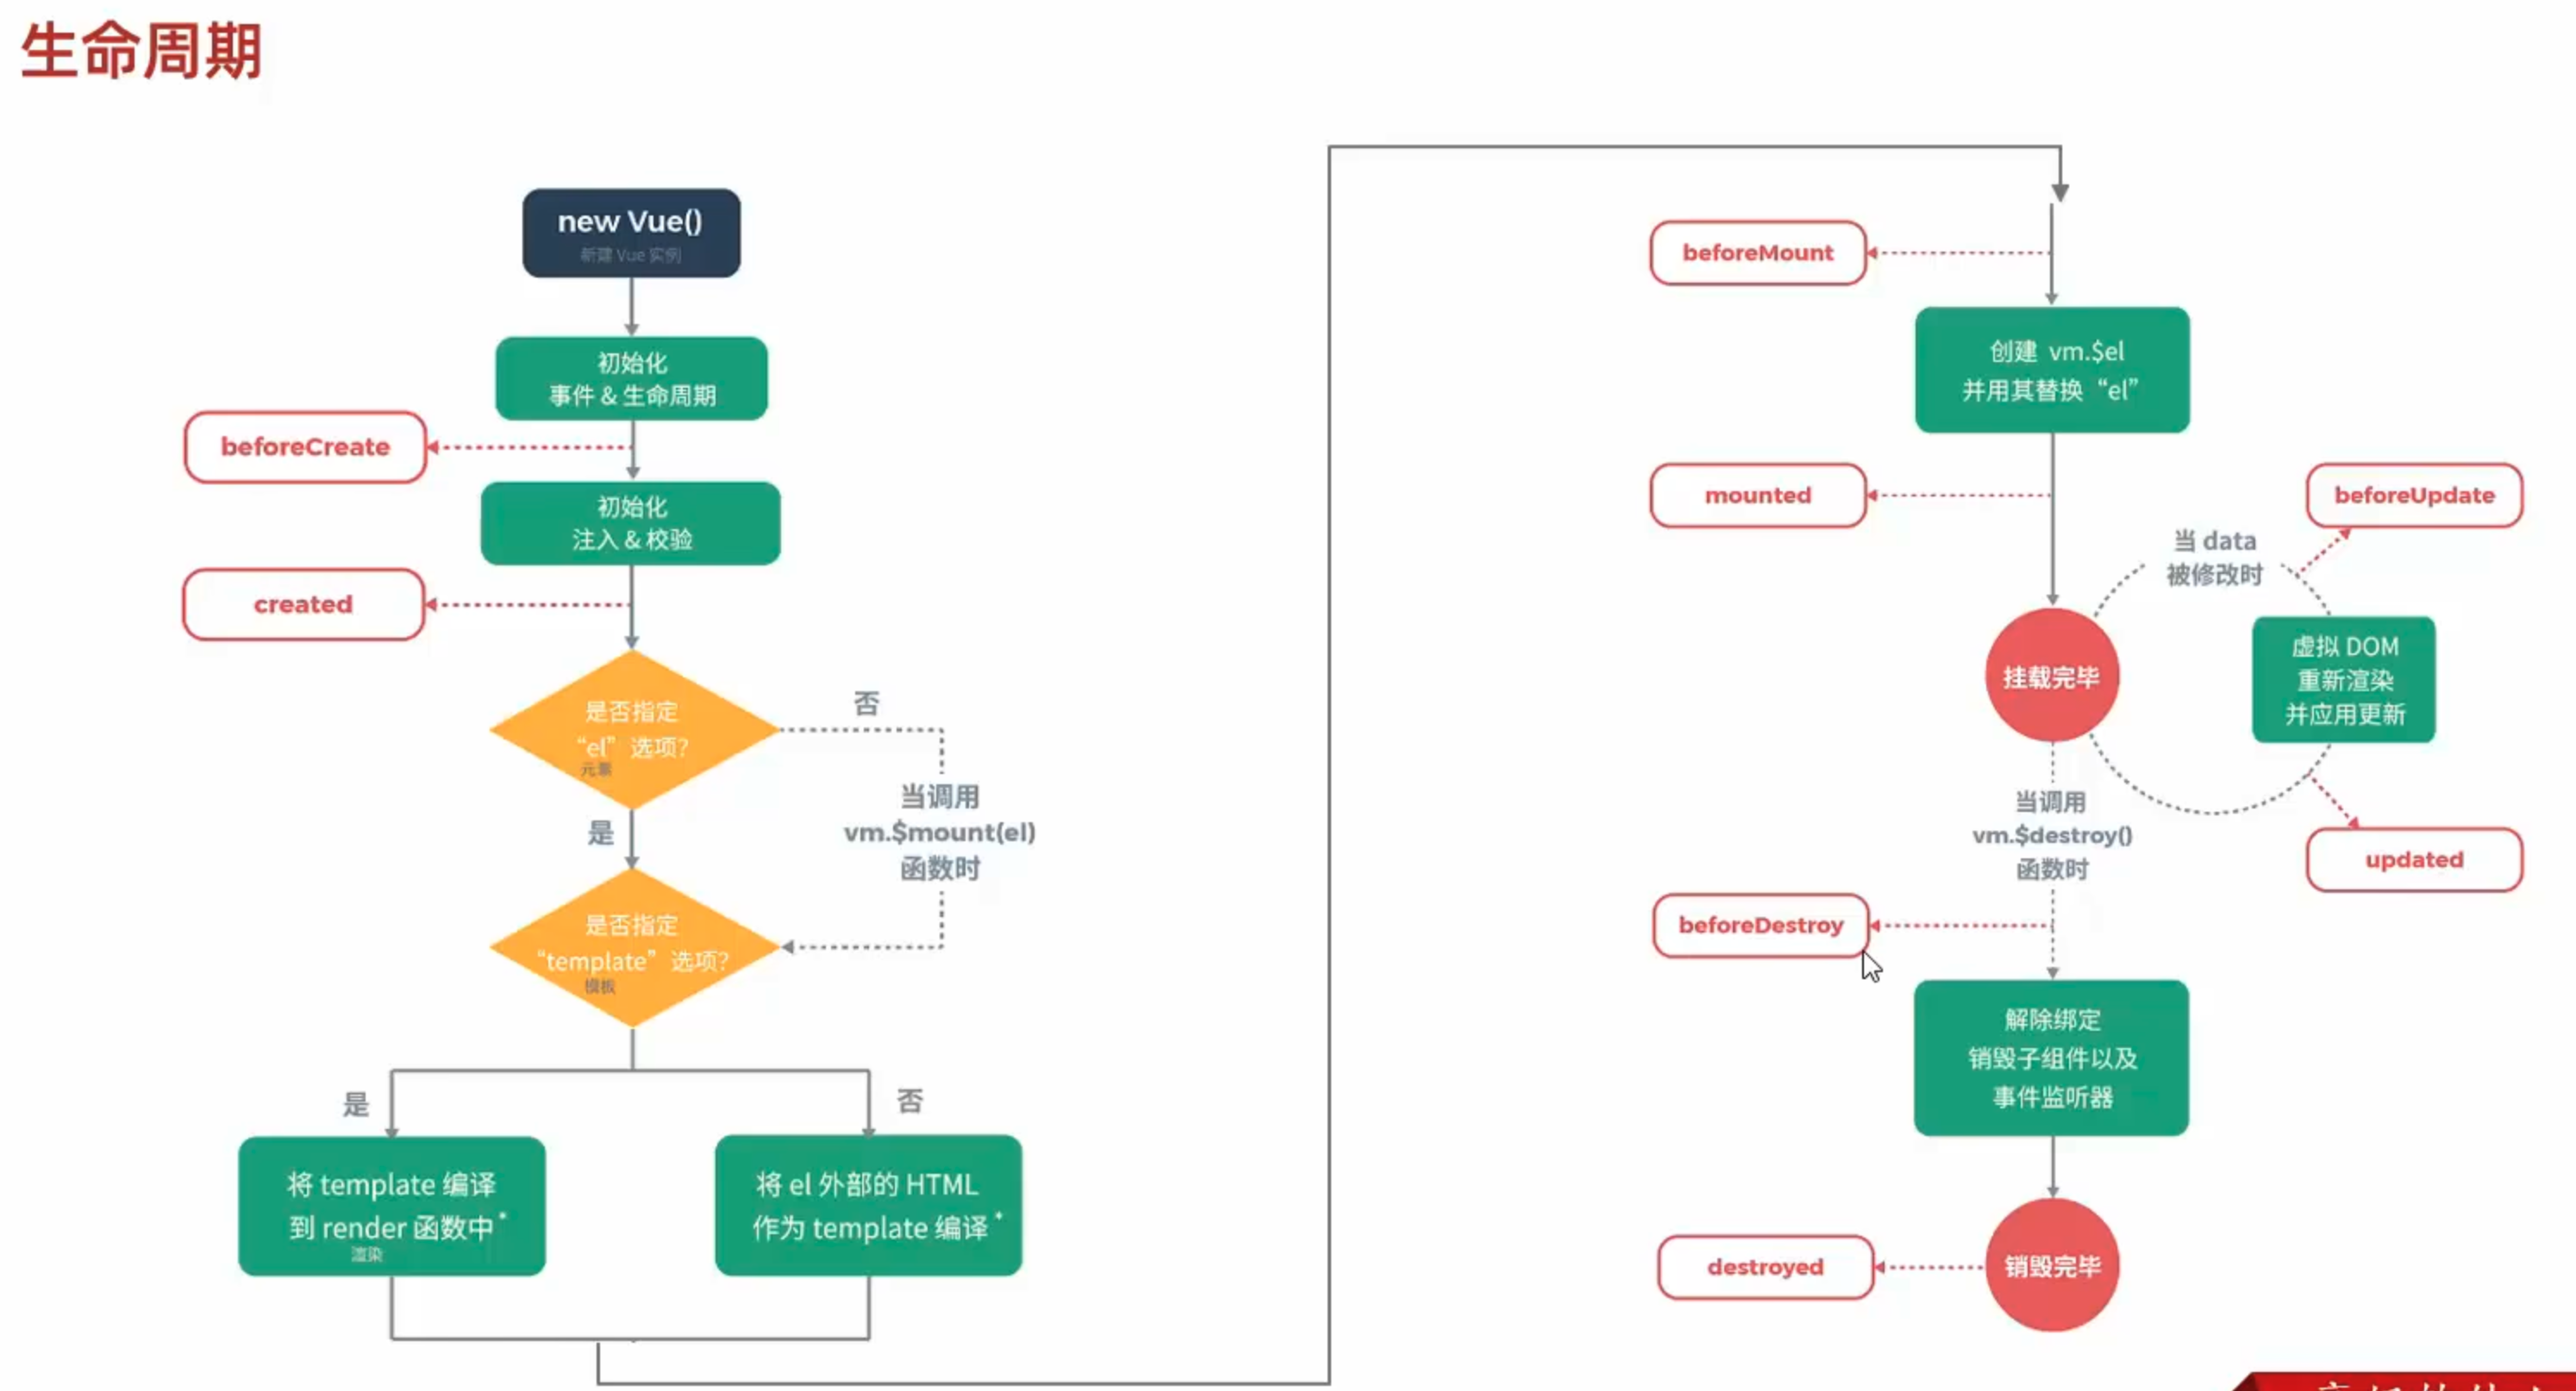 生命周期
new Vue()
新建 Vue 实例
初始化
事件 & 生命周期
beforeCreate
初始化
注入 & 校验
created
是否指定
“el” 选项?
元素
否
是
当调用
vm.$mount(el)
函数时
是否指定
“template” 选项?
模板
是
否
将 template 编译
到 render 函数中*
渲染
将 el 外部的 HTML
作为 template 编译*
beforeMount
创建 vm.$el
并用其替换 “el”
mounted
beforeUpdate
当 data
被修改时
挂载完毕
虚拟 DOM
重新渲染
并应用更新
updated
当调用
vm.$destroy()
函数时
beforeDestroy
解除绑定
销毁子组件以及
事件监听器
destroyed
销毁完毕